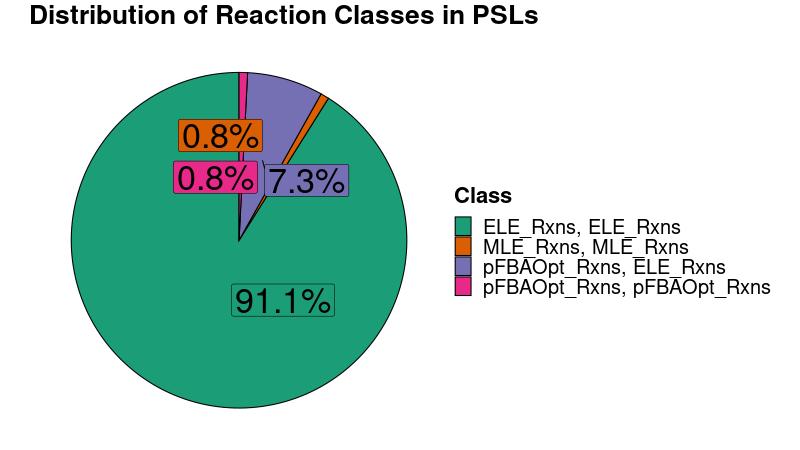 Distribution of Reaction Classes in PSLs
0.8%
0.8%
7.3%
91.1%
Class
ELE_Rxns, ELE_Rxns
MLE_Rxns, MLE_Rxns
pFBAOpt_Rxns, ELE_Rxns
pFBAOpt_Rxns, pFBAOpt_Rxns